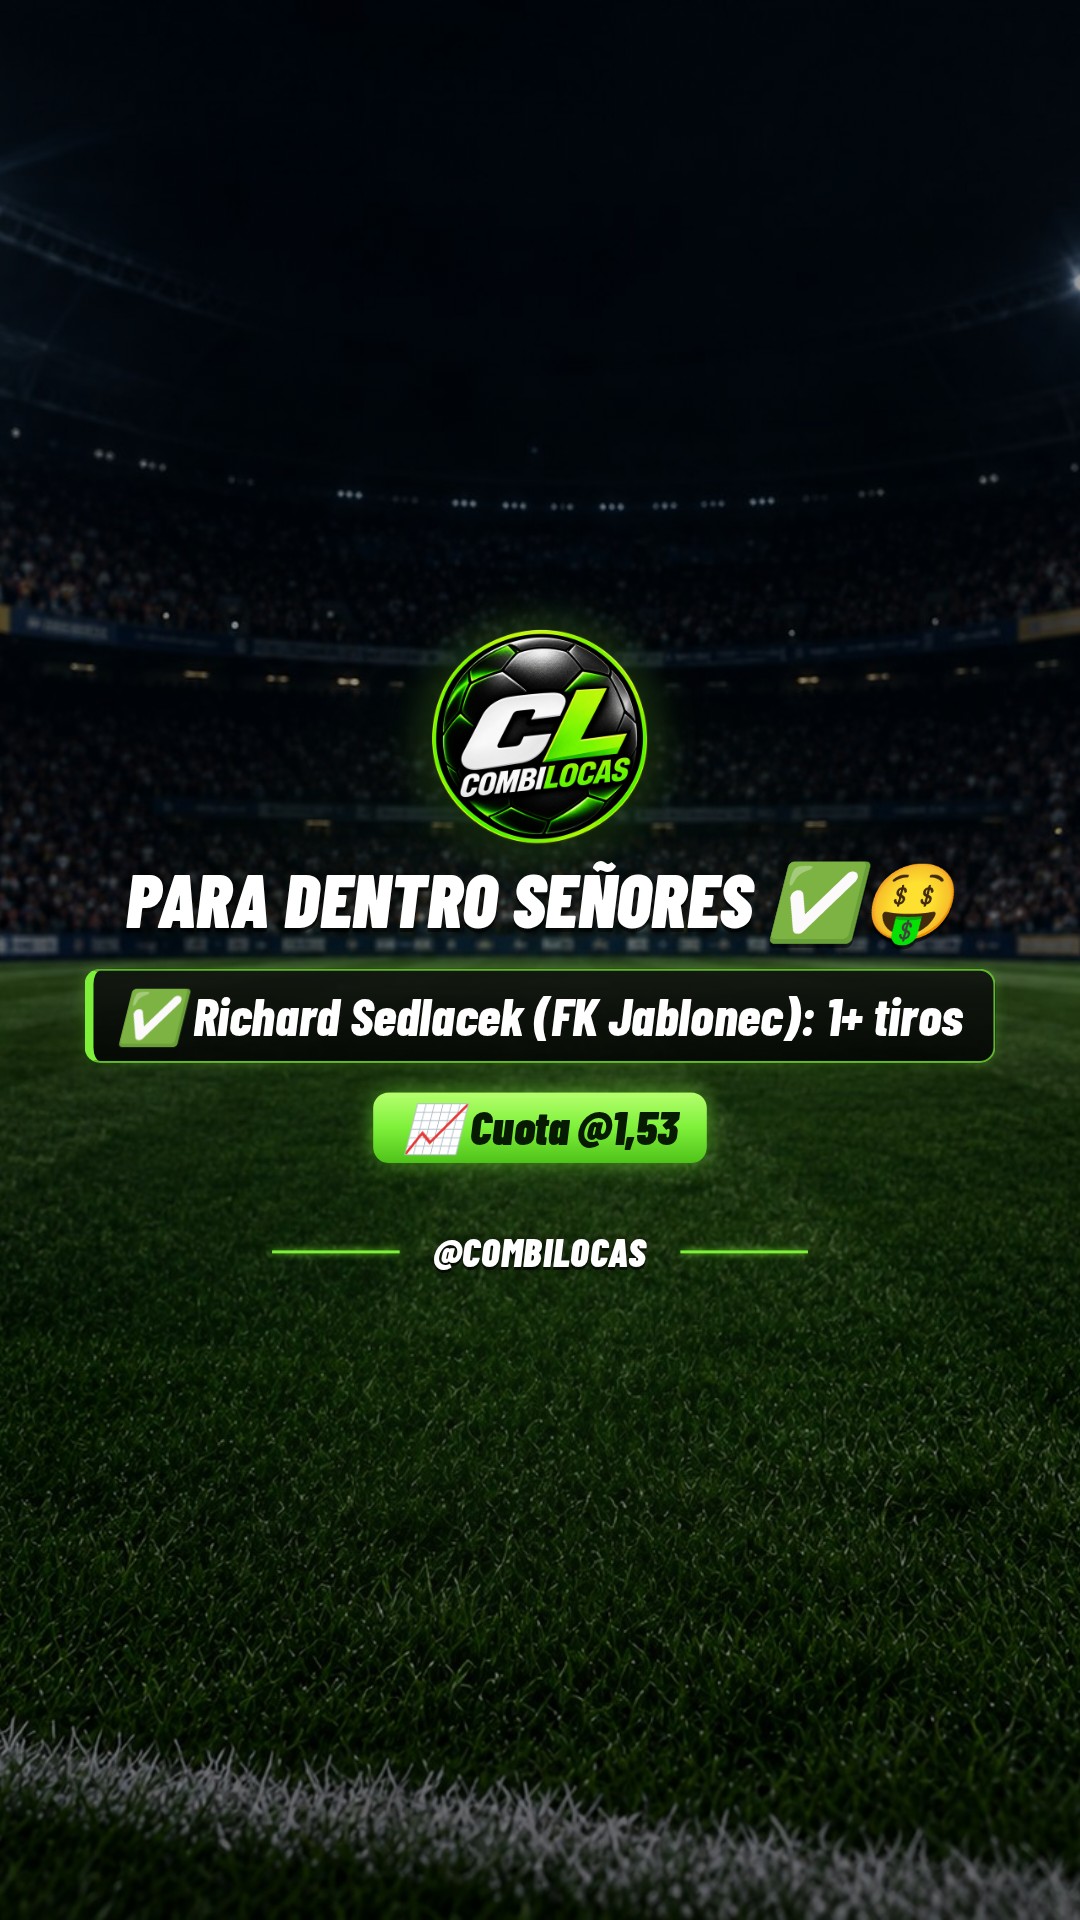 CL
COMBILOCAS
PARA DENTRO SEÑORES ✅🤑
✅ Richard Sedlacek (FK Jablonec): 1+ tiros
📈 Cuota @1,53
@COMBILOCAS